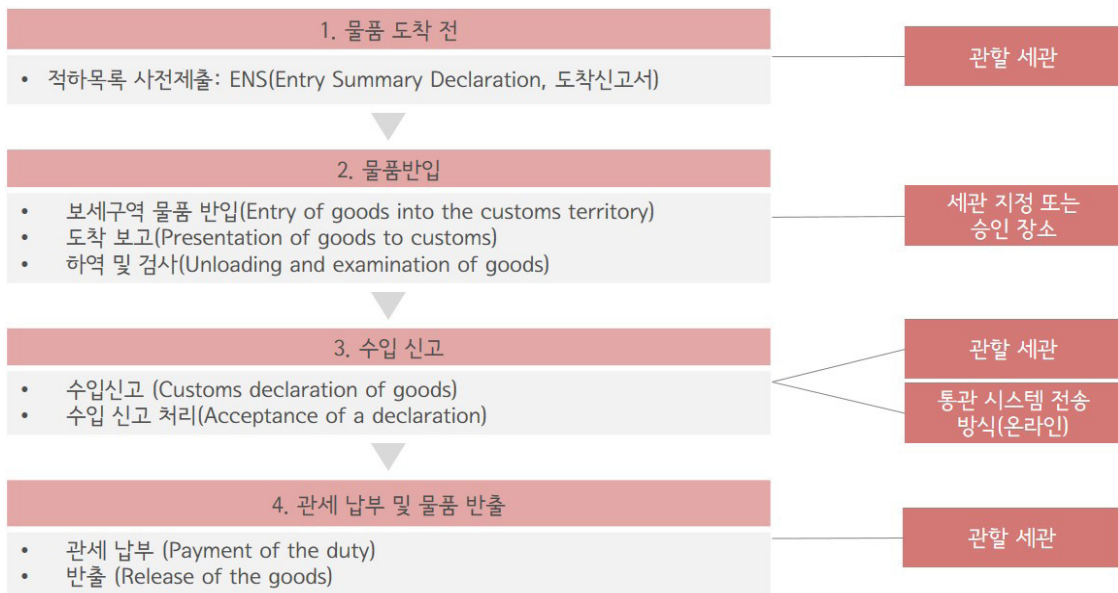 1. 물품 도착 전
• 적하목록 사전제출: ENS(Entry Summary Declaration, 도착신고서)
관할 세관
2. 물품반입
• 보세구역 물품 반입(Entry of goods into the customs territory)
• 도착 보고(Presentation of goods to customs)
• 하역 및 검사(Unloading and examination of goods)
세관 지정 또는
승인 장소
3. 수입 신고
• 수입신고 (Customs declaration of goods)
• 수입 신고 처리(Acceptance of a declaration)
관할 세관
통관 시스템 전송
방식(온라인)
4. 관세 납부 및 물품 반출
• 관세 납부 (Payment of the duty)
• 반출 (Release of the goods)
관할 세관